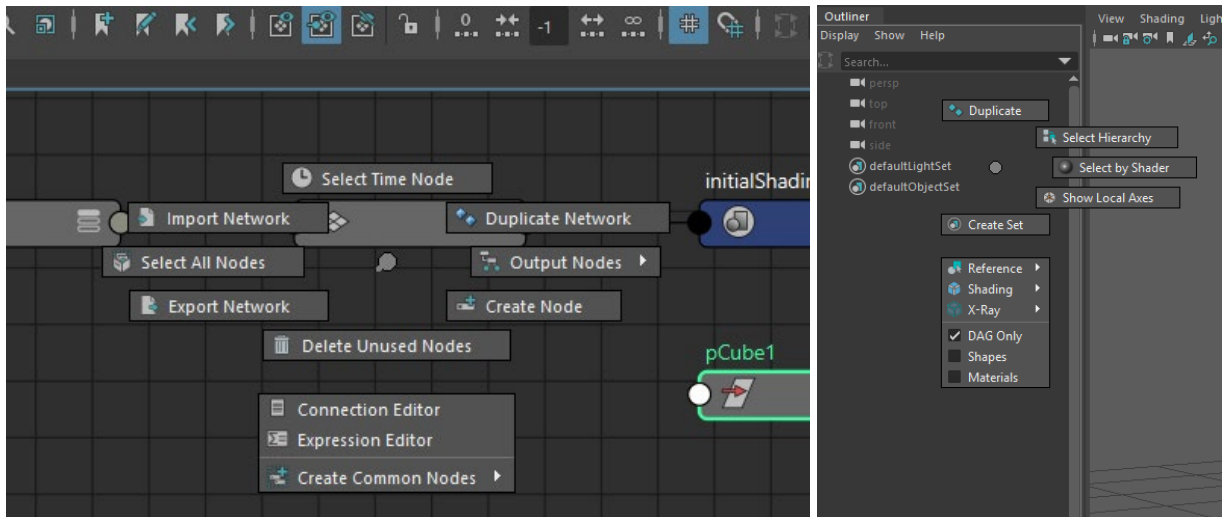 .0
-1
∞
Select Time Node
initialShadin
Import Network
Duplicate Network
Select All Nodes
Output Nodes
Export Network
Create Node
Delete Unused Nodes
pCube1
Connection Editor
Expression Editor
Create Common Nodes
Outliner
View Shading Ligh
Display Show Help
Search...
persp
top
Duplicate
front
Select Hierarchy
side
defaultLightSet
Select by Shader
defaultObjectSet
Show Local Axes
Create Set
Reference
Shading
X-Ray
DAG Only
Shapes
Materials